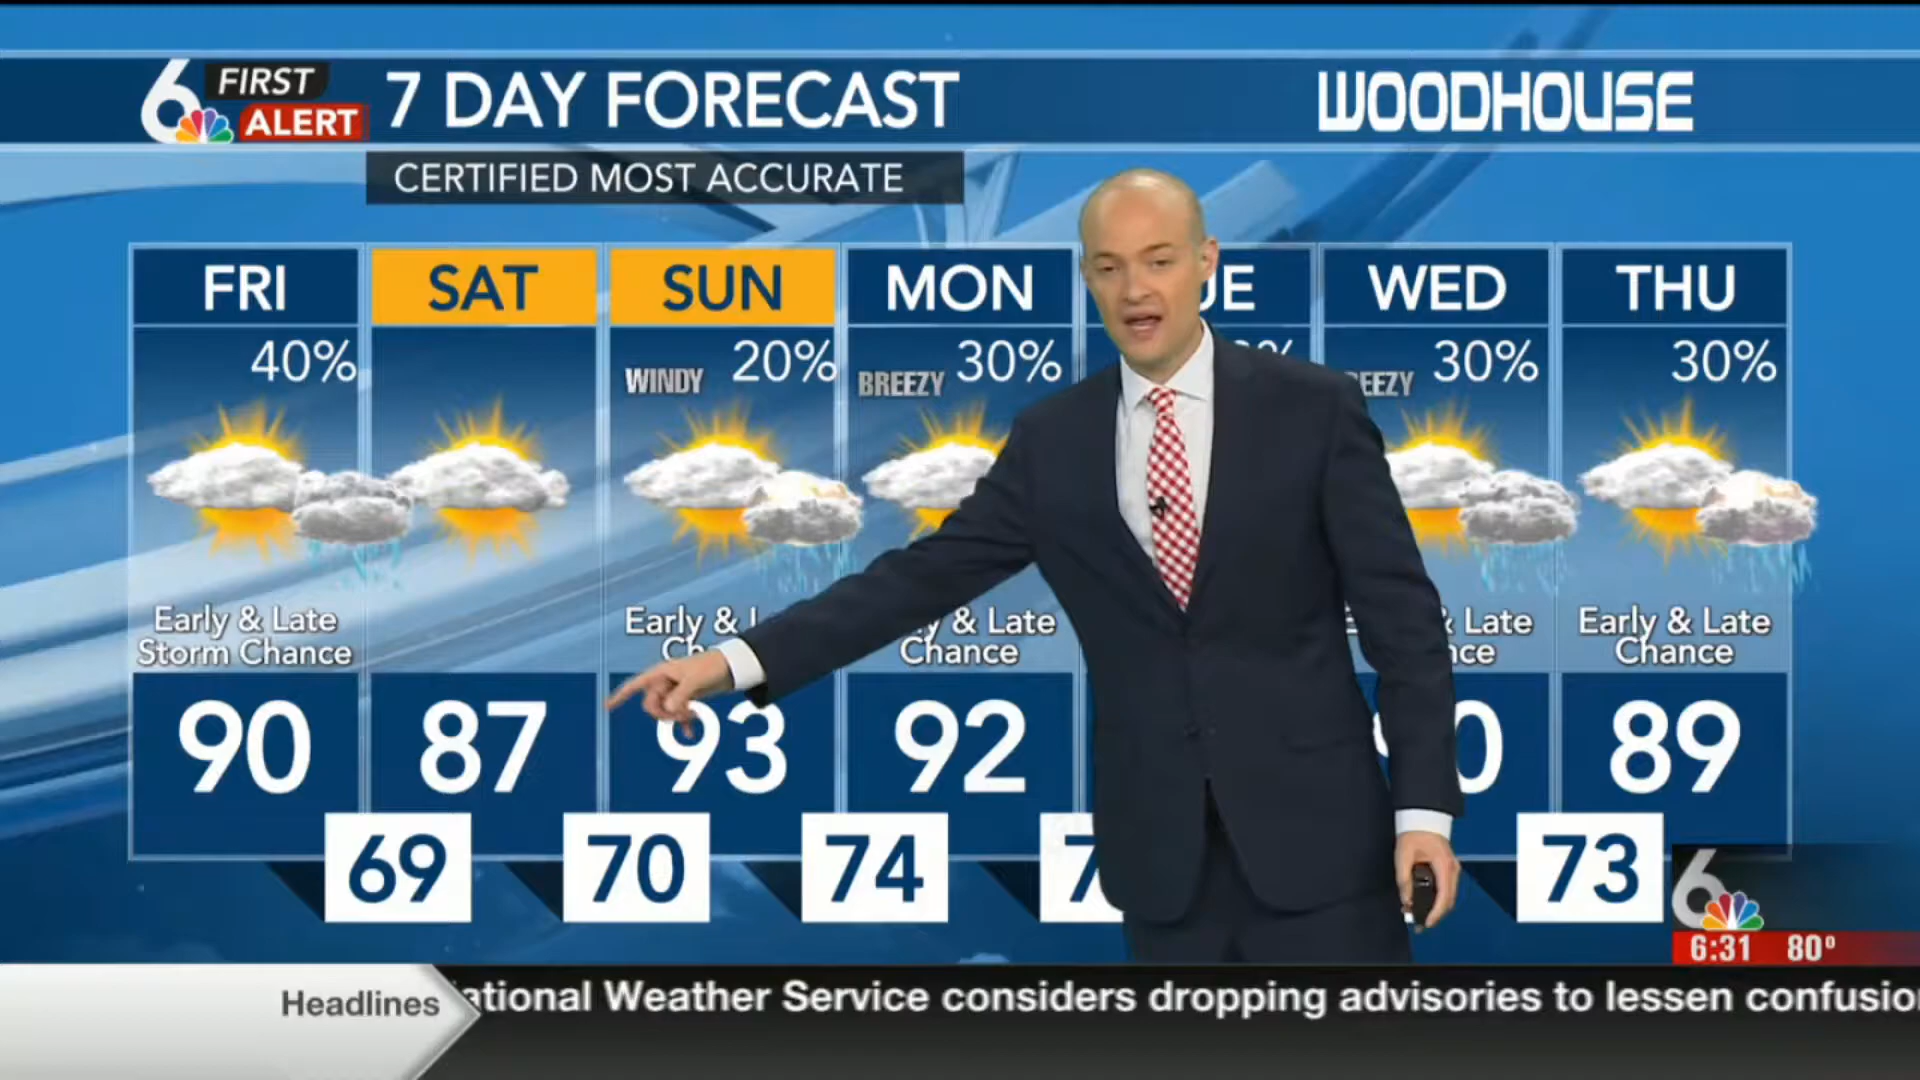 6 FIRST ALERT 7 DAY FORECAST
WOODHOUSE
CERTIFIED MOST ACCURATE
FRI SAT SUN MON WED THU
40% WINDY 20% BREEZY 30% 30% 30%
Early & Late
Storm Chance
Early &
& Late
Chance
& Late
Early & Late
Chance
90 87 93 92 89
69 70 74 73
6
6:31 80°
Headlines
Weather Service considers dropping advisories to lessen